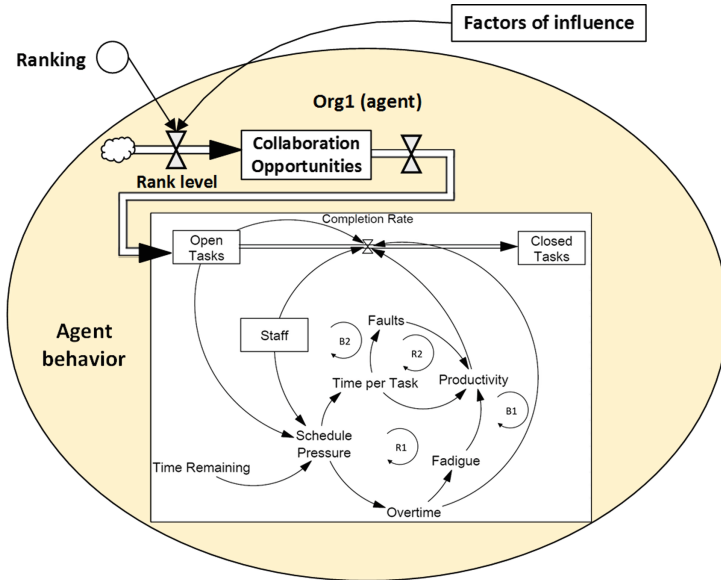 Factors of influence
Ranking
Org1 (agent)
Collaboration
Opportunities
Rank level
Completion Rate
Open
Tasks
Closed
Tasks
Agent
behavior
Staff
Faults
B2
R2
Time per Task
Productivity
B1
Schedule
Pressure
R1
Time Remaining
Fadigue
Overtime